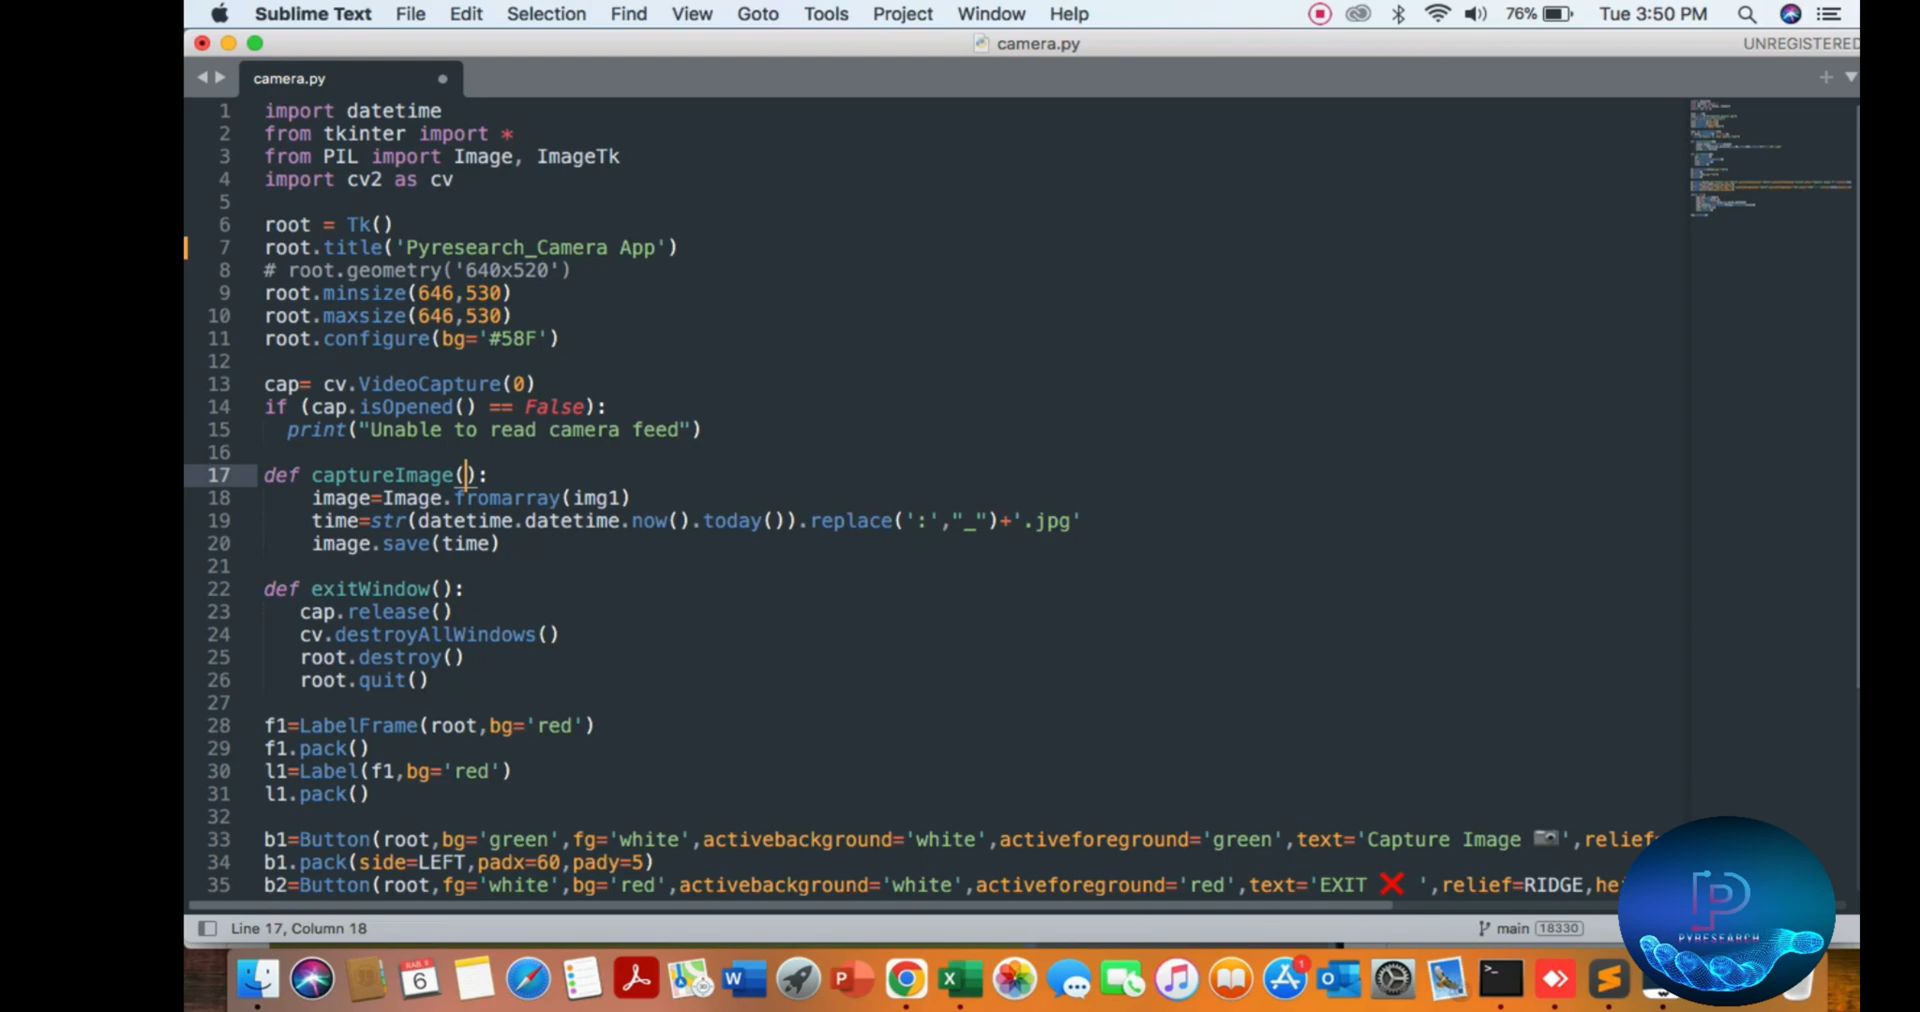 Sublime Text File Edit Selection Find View Goto Tools Project Window Help 76% Tue 3:50 PM
camera.py UNREGISTERED
camera.py
1 import datetime
2 from tkinter import *
3 from PIL import Image, ImageTk
4 import cv2 as cv
5
6 root = Tk()
7 root.title('Pyresearch_Camera App')
8 # root.geometry('640x520')
9 root.minsize(646,530)
10 root.maxsize(646,530)
11 root.configure(bg='#58F')
12
13 cap= cv.VideoCapture(0)
14 if (cap.isOpened() == False):
15 print("Unable to read camera feed")
16
17 def captureImage():
18 image=Image.fromarray(img1)
19 time=str(datetime.datetime.now().today()).replace(':',"_")+'.jpg'
20 image.save(time)
21
22 def exitWindow():
23 cap.release()
24 cv.destroyAllWindows()
25 root.destroy()
26 root.quit()
27
28 f1=LabelFrame(root,bg='red')
29 f1.pack()
30 l1=Label(f1,bg='red')
31 l1.pack()
32
33 b1=Button(root,bg='green',fg='white',activebackground='white',activeforeground='green',text='Capture Image 📷',relief=
34 b1.pack(side=LEFT,padx=60,pady=5)
35 b2=Button(root,fg='white',bg='red',activebackground='white',activeforeground='red',text='EXIT ❌ ',relief=RIDGE,he
PYRESEARCH
Line 17, Column 18 main 18330
6 W P X 1 O